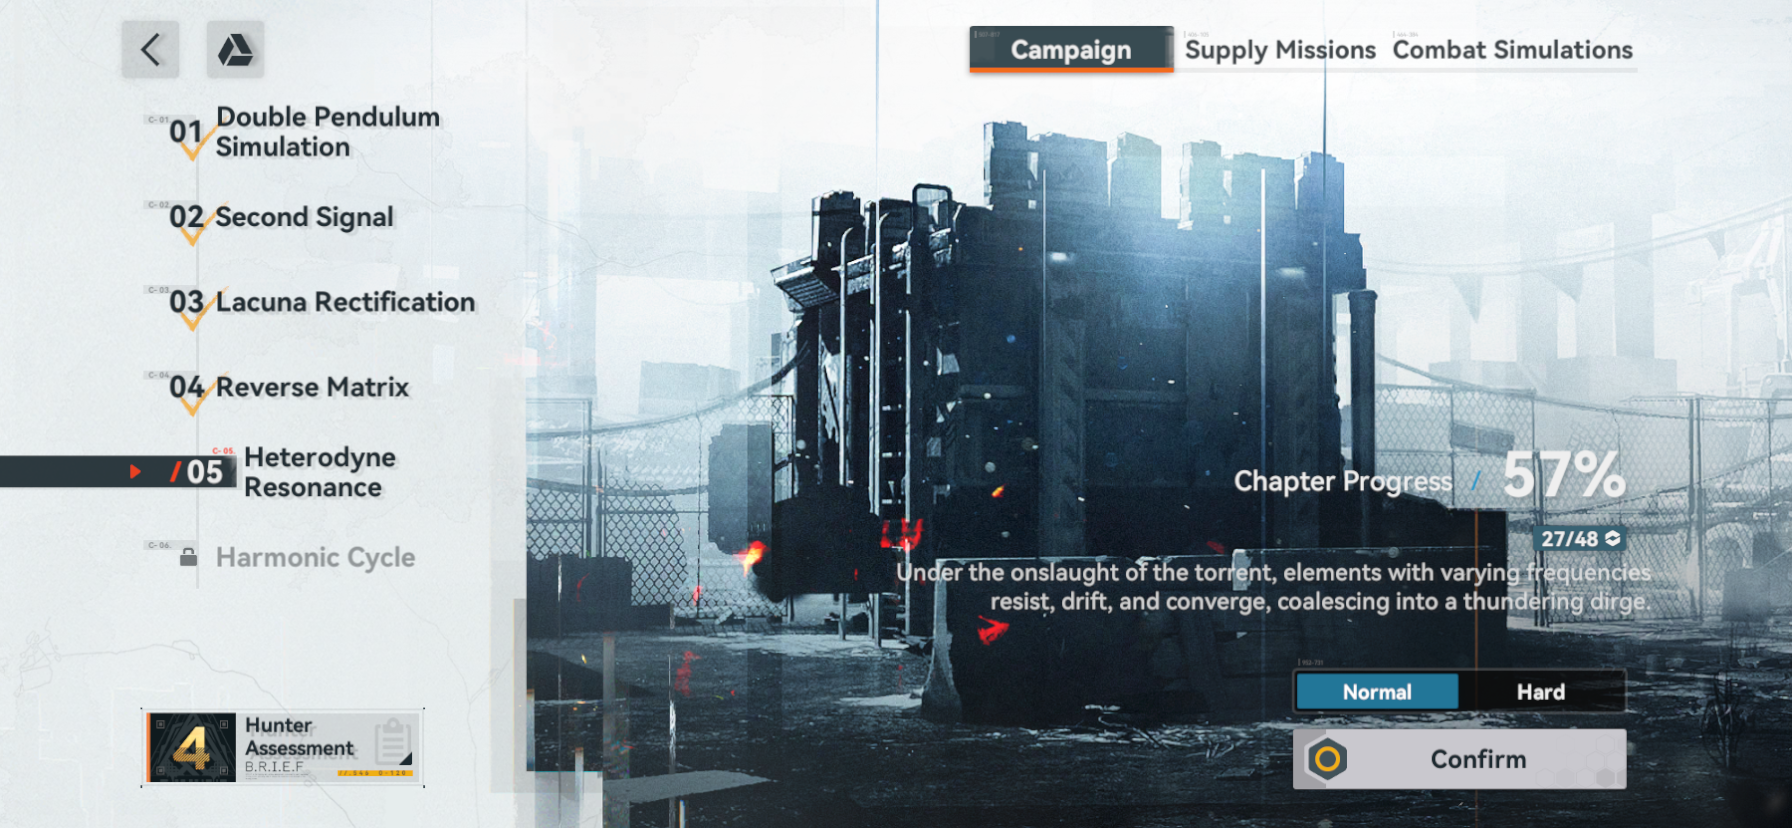 Campaign
Supply Missions
Combat Simulations
C-01.
01
Double Pendulum
Simulation
C-02.
02
Second Signal
C-03.
03
Lacuna Rectification
C-04.
04
Reverse Matrix
C-05.
/05
Heterodyne
Resonance
C-06.
Harmonic Cycle
Chapter Progress / 57%
27/48
Under the onslaught of the torrent, elements with varying frequencies
resist, drift, and converge, coalescing into a thundering dirge.
Normal
Hard
Confirm
4
Hunter
Assessment
B.R.I.E.F